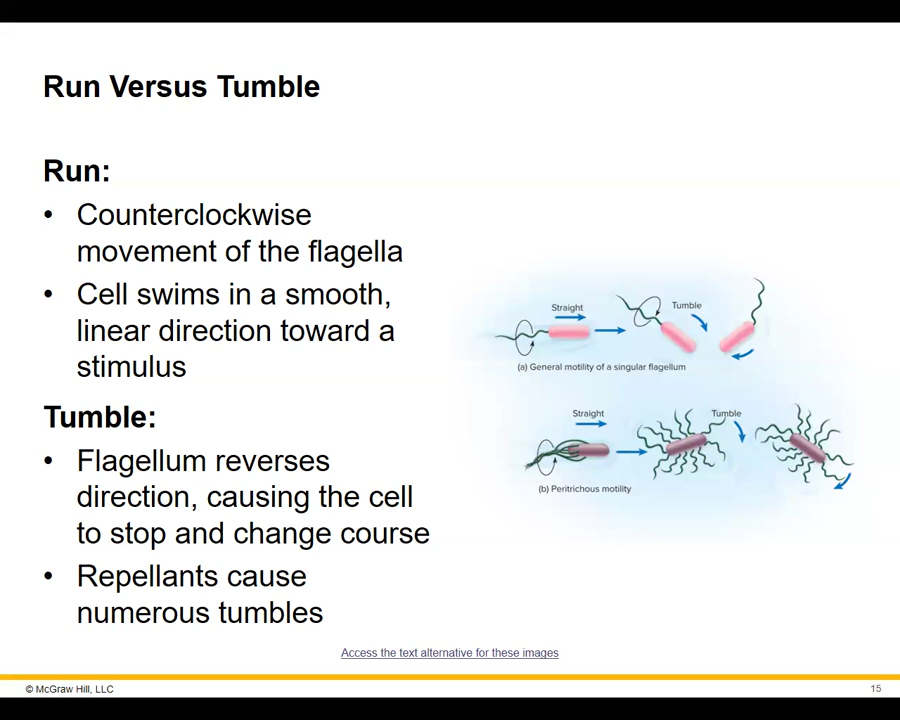 Run Versus Tumble
Run:
• Counterclockwise
movement of the flagella
• Cell swims in a smooth,
linear direction toward a
stimulus
Tumble:
• Flagellum reverses
direction, causing the cell
to stop and change course
• Repellants cause
numerous tumbles
Straight
Tumble
(a) General motility of a singular flagellum
Straight
Tumble
(b) Peritrichous motility
Access the text alternative for these images
© McGraw Hill, LLC
15